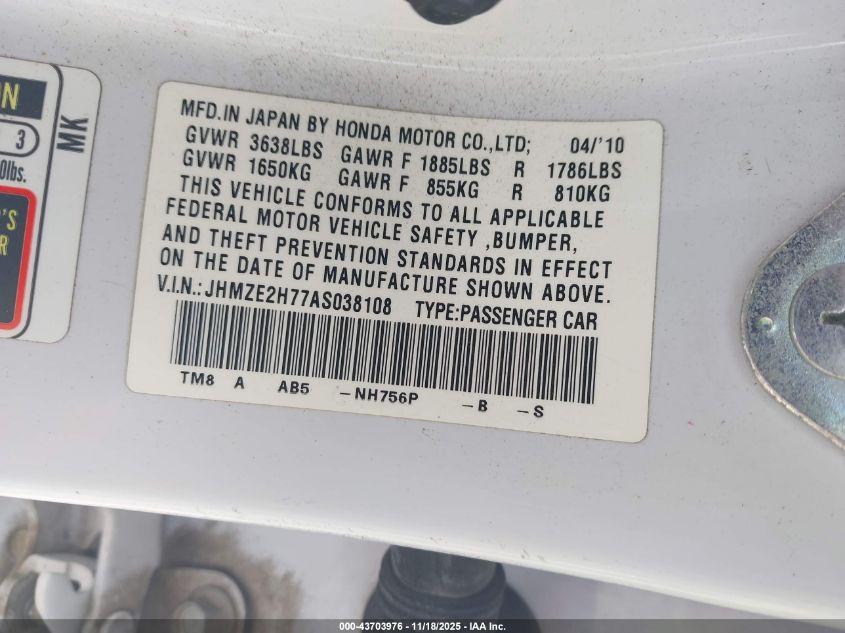 MFD.IN JAPAN BY HONDA MOTOR CO.,LTD; 04/'10
GVWR 3638LBS GAWR F 1885LBS R 1786LBS
GVWR 1650KG GAWR F 855KG R 810KG
THIS VEHICLE CONFORMS TO ALL APPLICABLE
FEDERAL MOTOR VEHICLE SAFETY ,BUMPER,
AND THEFT PREVENTION STANDARDS IN EFFECT
ON THE DATE OF MANUFACTURE SHOWN ABOVE.
V.I.N.:JHMZE2H77AS038108 TYPE:PASSENGER CAR
TM8 A AB5 -NH756P -B -S
MK
3
000-43703976 - 11/18/2025 - IAA Inc.